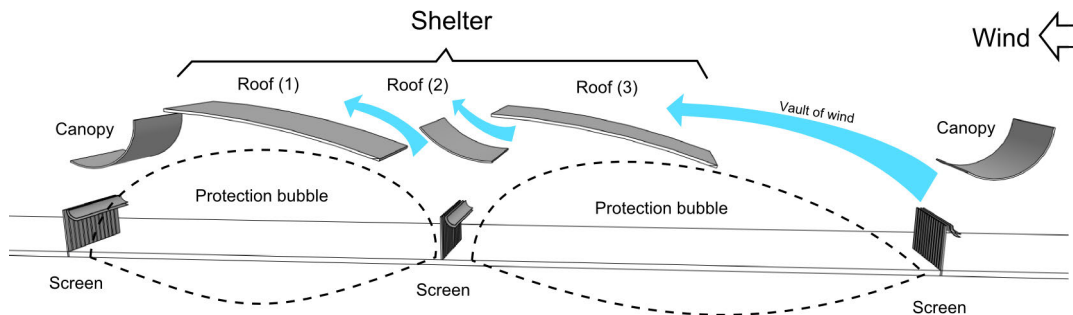 Shelter
Wind
Roof (1)
Roof (2)
Roof (3)
Canopy
Vault of wind
Canopy
Protection bubble
Protection bubble
Screen
Screen
Screen